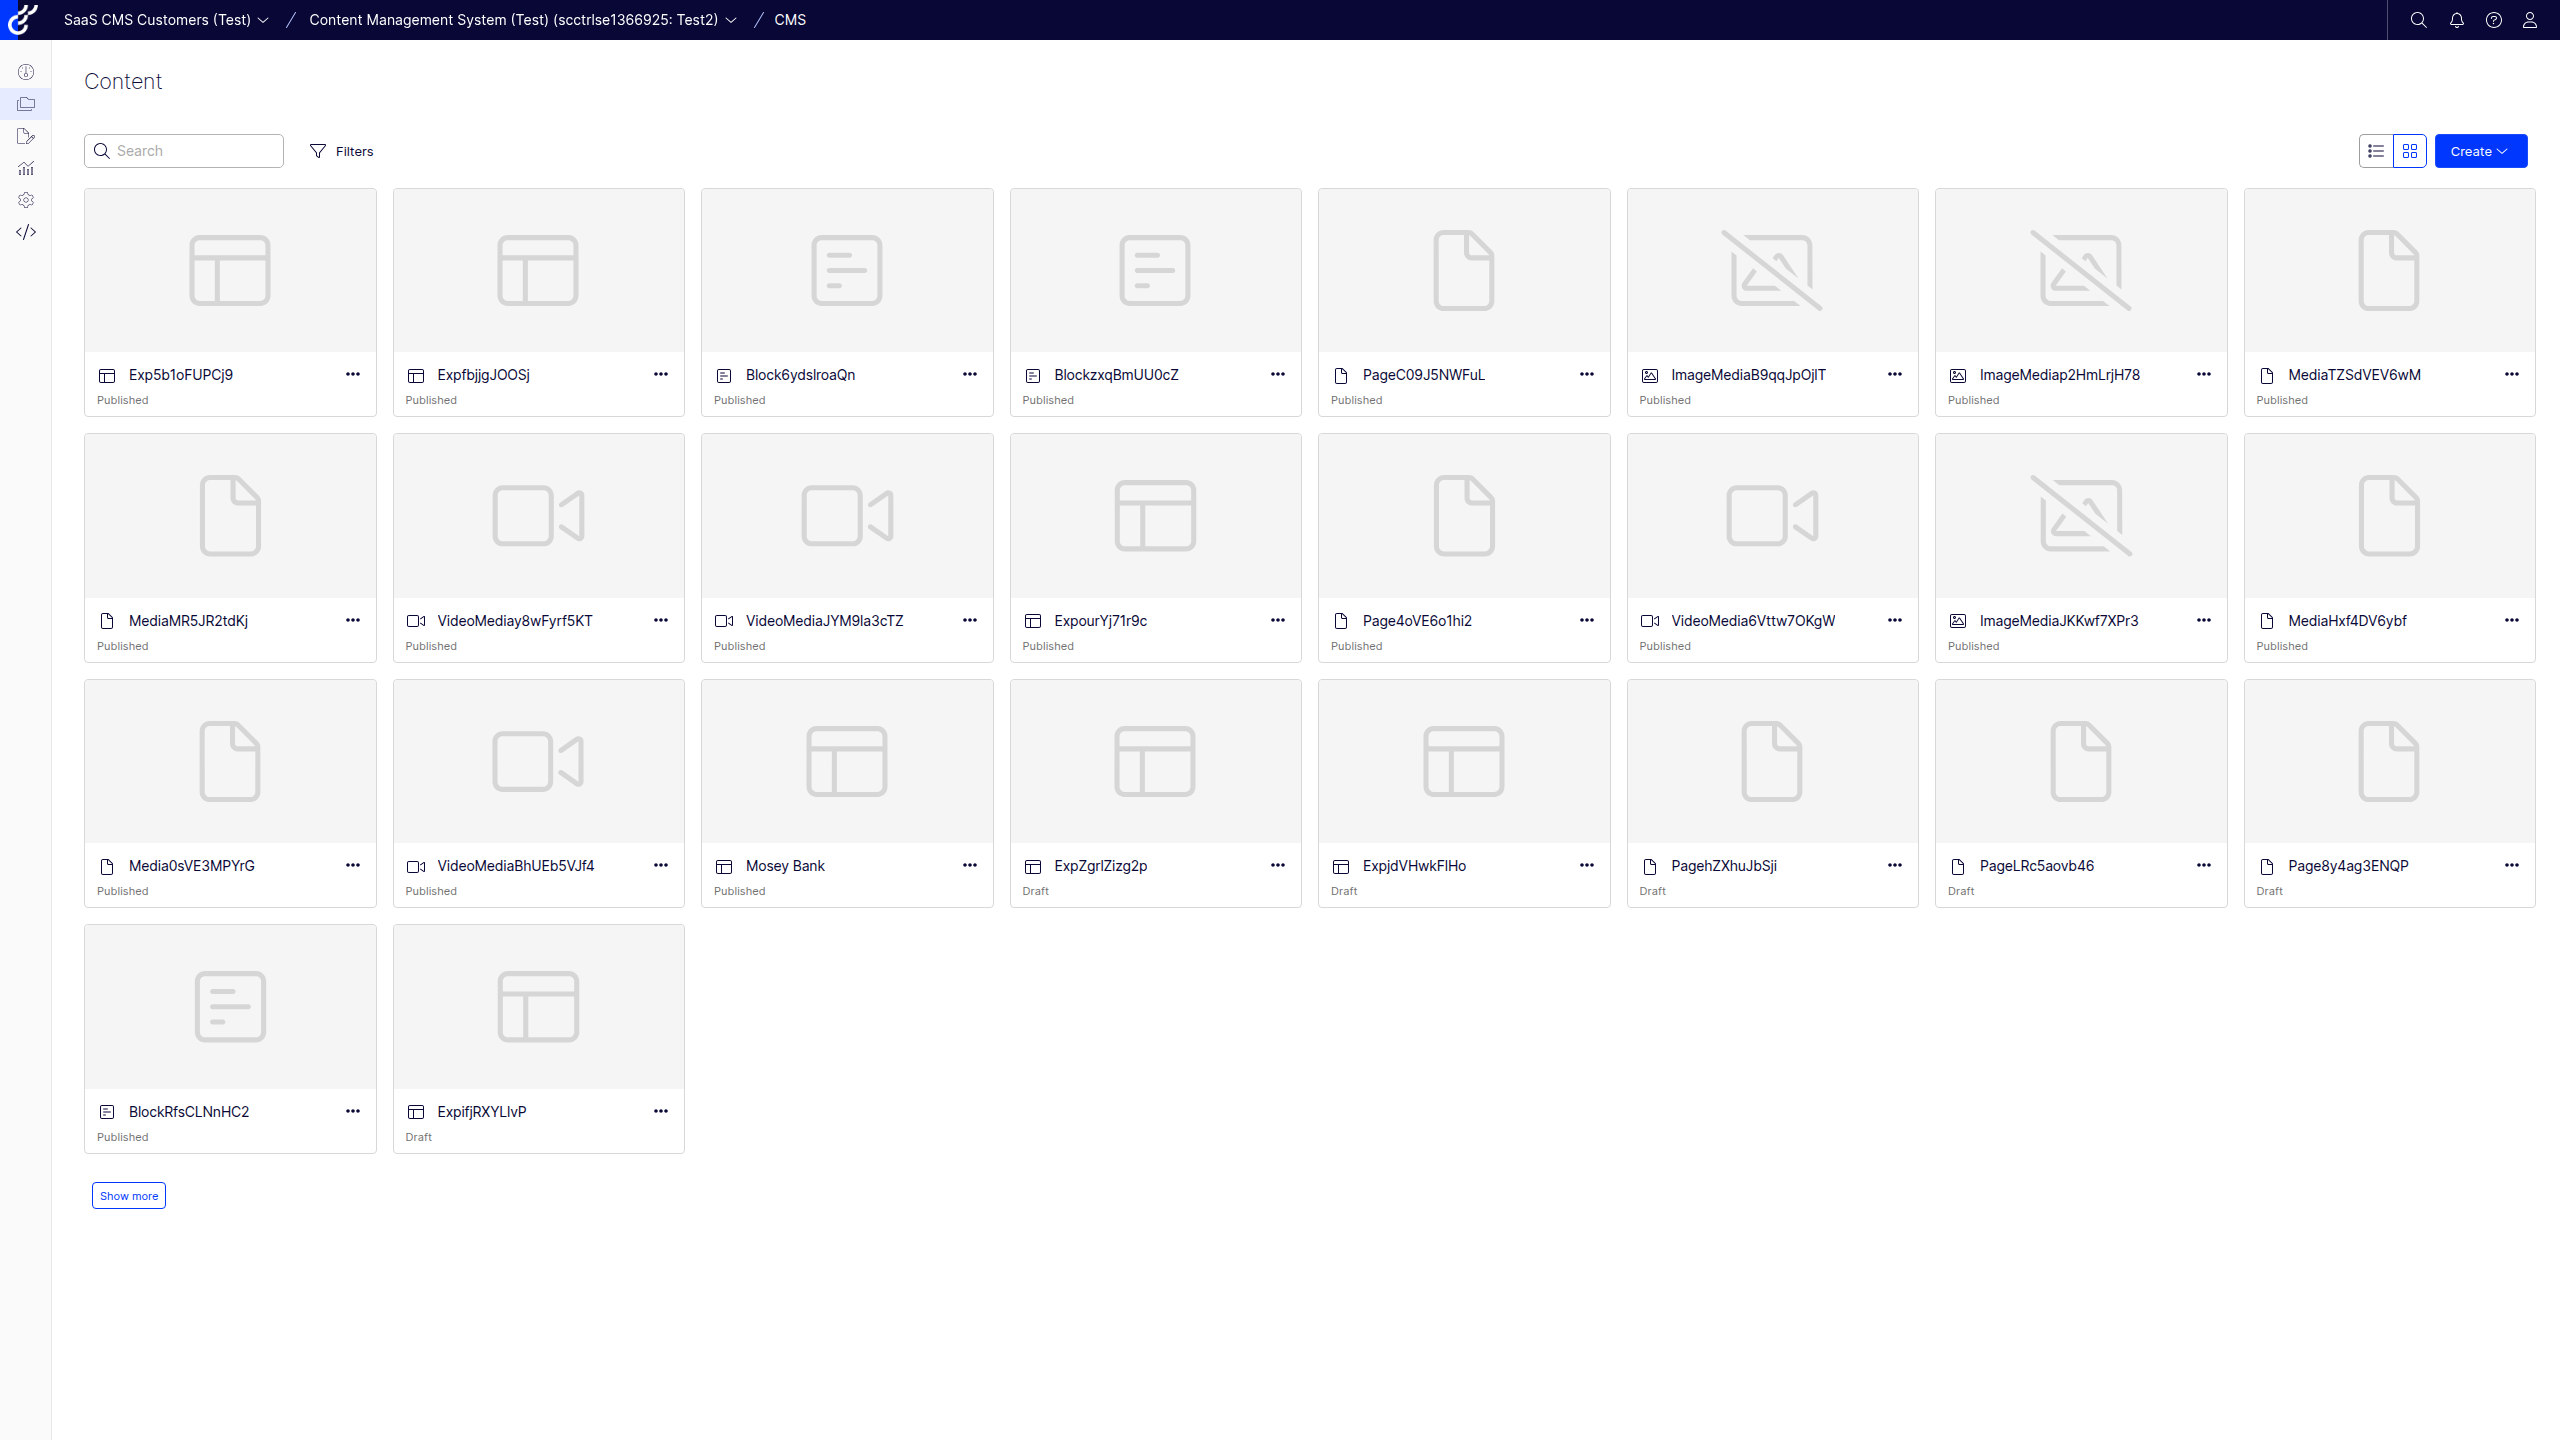 SaaS CMS Customers (Test) / Content Management System (Test) (scctrlse1366925: Test2) / CMS
Content
Search
Filters
Create
Exp5b1oFUPCj9
Published
ExpfbjjgJOOSj
Published
Block6ydslroaQn
Published
BlockzxqBmUU0cZ
Published
PageC09J5NWFuL
Published
ImageMediaB9qqJpOjlT
Published
ImageMediap2HmLrjH78
Published
MediaTZSdVEV6wM
Published
MediaMR5JR2tdKj
Published
VideoMediay8wFyrf5KT
Published
VideoMediaJYM9la3cTZ
Published
ExpourYj71r9c
Published
Page4oVE6o1hi2
Published
VideoMedia6Vttw7OKgW
Published
ImageMediaJKKwf7XPr3
Published
MediaHxf4DV6ybf
Published
Media0sVE3MPYrG
Published
VideoMediaBhUEb5VJf4
Published
Mosey Bank
Published
ExpZgrlZizg2p
Draft
ExpjdVHwkFlHo
Draft
PagehZXhuJbSji
Draft
PageLRc5aovb46
Draft
Page8y4ag3ENQP
Draft
BlockRfsCLNnHC2
Published
ExpifjRXYLlvP
Draft
Show more